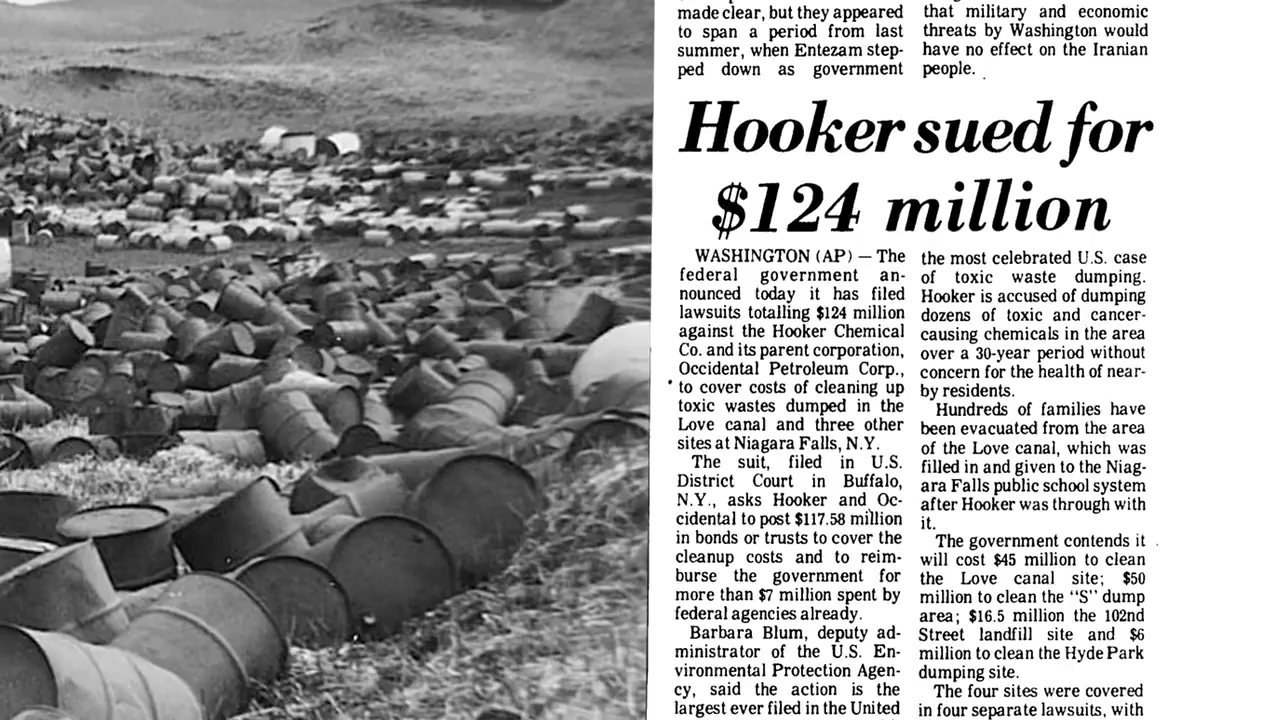 made clear, but they appeared
to span a period from last
summer, when Entezam step-
ped down as government
that military and economic
threats by Washington would
have no effect on the Iranian
people.
Hooker sued for
$124 million
WASHINGTON (AP) — The
federal government an-
nounced today it has filed
lawsuits totalling $124 million
against the Hooker Chemical
Co. and its parent corporation,
Occidental Petroleum Corp.,
to cover costs of cleaning up
toxic wastes dumped in the
Love canal and three other
sites at Niagara Falls, N.Y.
The suit, filed in U.S.
District Court in Buffalo,
N.Y., asks Hooker and Oc-
cidental to post $117.58 million
in bonds or trusts to cover the
cleanup costs and to reim-
burse the government for
more than $7 million spent by
federal agencies already.
Barbara Blum, deputy ad-
ministrator of the U.S. En-
vironmental Protection Agen-
cy, said the action is the
largest ever filed in the United
the most celebrated U.S. case
of toxic waste dumping.
Hooker is accused of dumping
dozens of toxic and cancer-
causing chemicals in the area
over a 30-year period without
concern for the health of near-
by residents.
Hundreds of families have
been evacuated from the area
of the Love canal, which was
filled in and given to the Niag-
ara Falls public school system
after Hooker was through with
it.
The government contends it
will cost $45 million to clean
the Love canal site; $50
million to clean the "S" dump
area; $16.5 million the 102nd
Street landfill site and $6
million to clean the Hyde Park
dumping site.
The four sites were covered
in four separate lawsuits, with